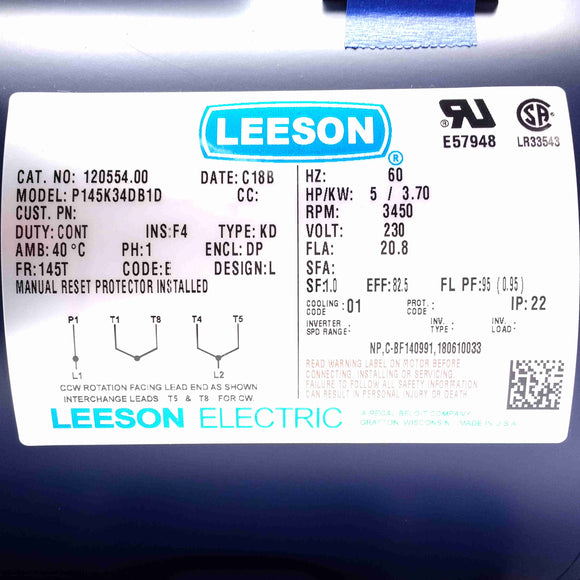 LEESON
®
E57948
SA
LR33543
CAT. NO: 120554.00 DATE: C18B
MODEL: P145K34DB1D CC:
CUST. PN:
DUTY: CONT INS:F4 TYPE: KD
AMB: 40 °C PH:1 ENCL: DP
FR:145T CODE:E DESIGN:L
MANUAL RESET PROTECTOR INSTALLED
P1 T1 T8 T4 T5
L1 L2
CCW ROTATION FACING LEAD END AS SHOWN
INTERCHANGE LEADS T5 & T8 FOR CW.
HZ: 60
HP/KW: 5 / 3.70
RPM: 3450
VOLT: 230
FLA: 20.8
SFA:
SF:1.0 EFF: 82.5 FL PF: 95 (0.95)
COOLING CODE :01 PROT. CODE : IP: 22
INVERTER SPD RANGE: INV. TYPE : INV. LOAD:
NP,C-BF140991,180610033
READ WARNING LABEL ON MOTOR BEFORE
CONNECTING, INSTALLING OR SERVICING.
FAILURE TO FOLLOW ALL SAFETY INFORMATION
CAN RESULT IN PERSONAL INJURY OR DEATH
LEESON ELECTRIC
A REGAL BELOIT COMPANY
GRAFTON, WISCONSIN MADE IN U.S.A.